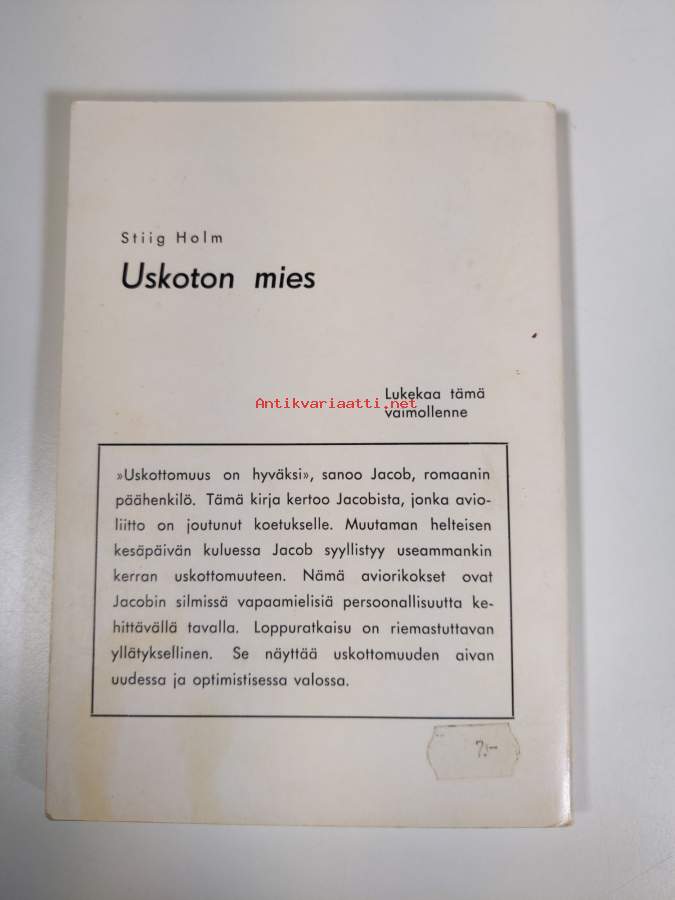 Stiig Holm
Uskoton mies
Lukekaa tämä
Antikvariaatti.net
vaimollenne
»Uskottomuus on hyväksi», sanoo Jacob, romaanin
päähenkilö. Tämä kirja kertoo Jacobista, jonka avio-
liitto on joutunut koetukselle. Muutaman helteisen
kesäpäivän kuluessa Jacob syyllistyy useammankin
kerran uskottomuuteen. Nämä aviorikokset ovat
Jacobin silmissä vapaamielisiä persoonallisuutta ke-
hittävällä tavalla. Loppuratkaisu on riemastuttavan
yllätyksellinen. Se näyttää uskottomuuden aivan
uudessa ja optimistisessa valossa.
7:-